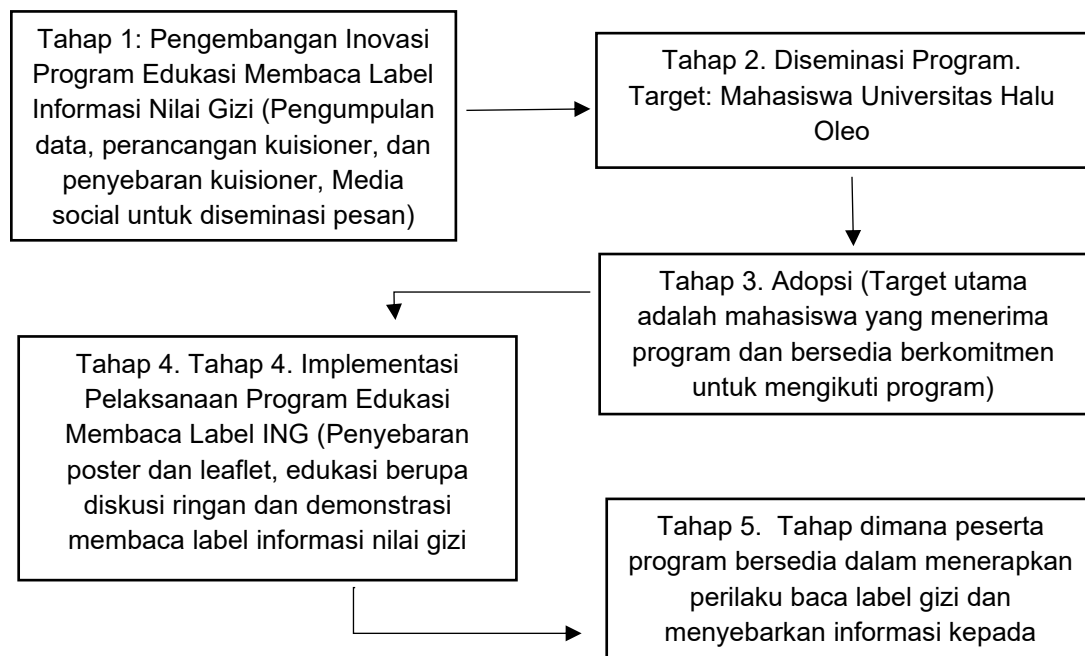 Tahap 1: Pengembangan Inovasi
Program Edukasi Membaca Label
Informasi Nilai Gizi (Pengumpulan
data, perancangan kuisioner, dan
penyebaran kuisioner, Media
social untuk diseminasi pesan)
Tahap 2. Diseminasi Program.
Target: Mahasiswa Universitas Halu
Oleo
Tahap 3. Adopsi (Target utama
adalah mahasiswa yang menerima
program dan bersedia berkomitmen
untuk mengikuti program)
Tahap 4. Tahap 4. Implementasi
Pelaksanaan Program Edukasi
Membaca Label ING (Penyebaran
poster dan leaflet, edukasi berupa
diskusi ringan dan demonstrasi
membaca label informasi nilai gizi
Tahap 5. Tahap dimana peserta
program bersedia dalam menerapkan
perilaku baca label gizi dan
menyebarkan informasi kepada